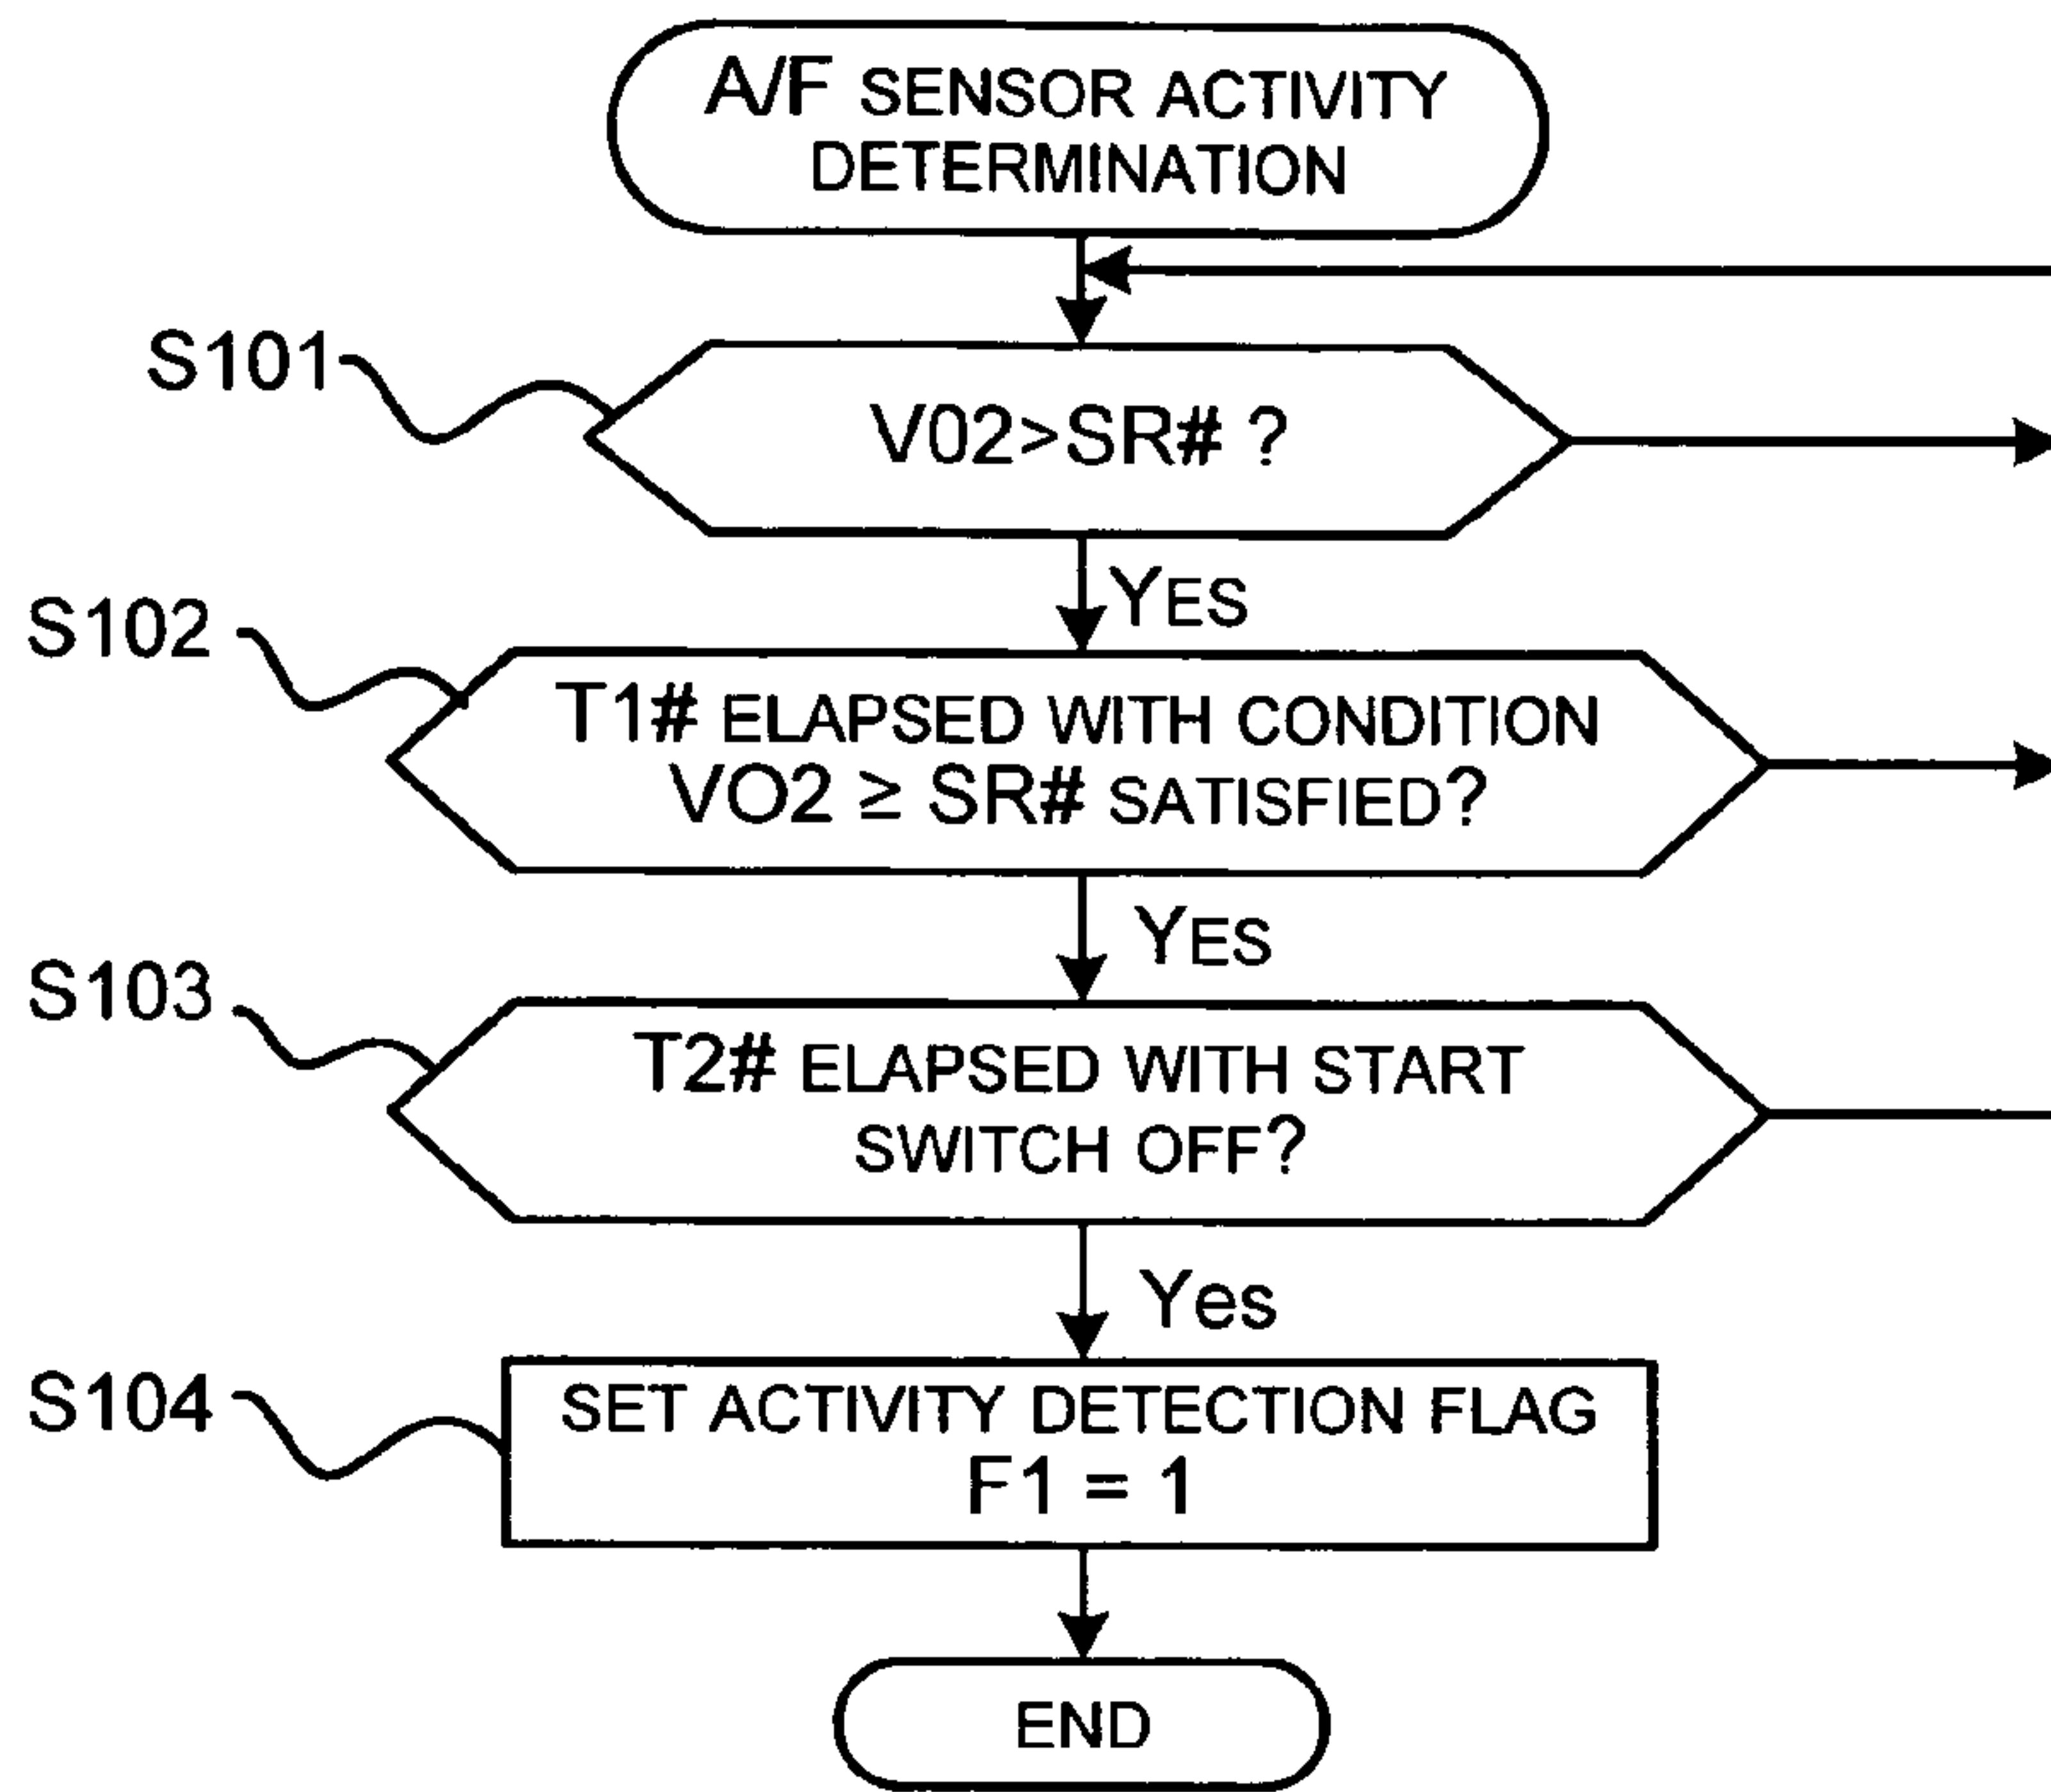 A/F SENSOR ACTIVITY
DETERMINATION
S101
V02>SR# ?
YES
S102
T1# ELAPSED WITH CONDITION
VO2 ≥ SR# SATISFIED?
YES
S103
T2# ELAPSED WITH START
SWITCH OFF?
Yes
S104
SET ACTIVITY DETECTION FLAG
F1 = 1
END